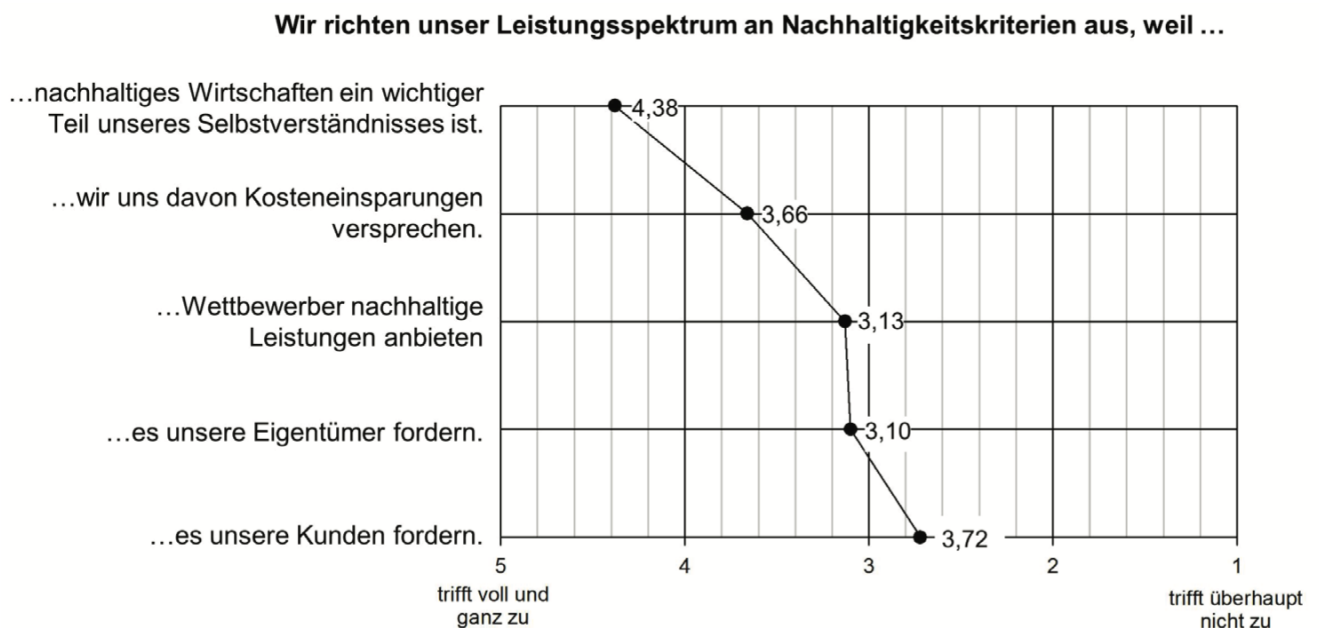 Wir richten unser Leistungsspektrum an Nachhaltigkeitskriterien aus, weil …
…nachhaltiges Wirtschaften ein wichtiger
Teil unseres Selbstverständnisses ist.
4,38
…wir uns davon Kosteneinsparungen
versprechen.
3,66
…Wettbewerber nachhaltige
Leistungen anbieten
3,13
…es unsere Eigentümer fordern.
3,10
…es unsere Kunden fordern.
3,72
5
4
3
2
1
trifft voll und
ganz zu
trifft überhaupt
nicht zu